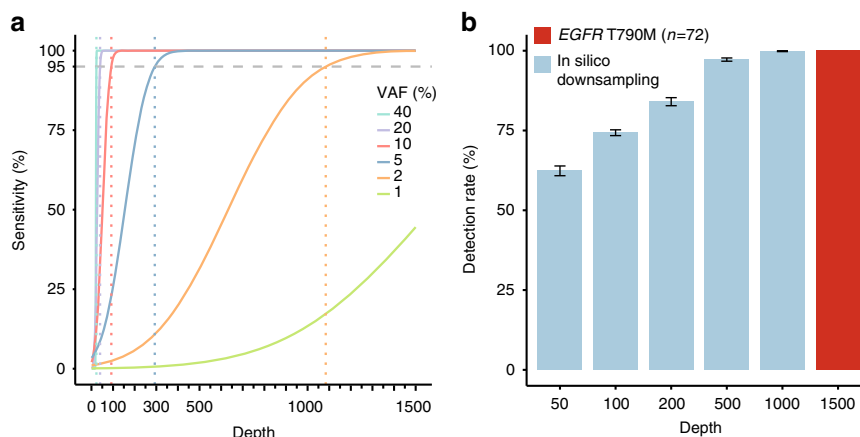 a
100
95
75
50
25
0
Sensitivity (%)
VAF (%)
40
20
10
5
2
1
0 100 300 500 1000 1500
Depth
b
EGFR T790M (n=72)
In silico
downsampling
100
75
50
25
0
Detection rate (%)
50 100 200 500 1000 1500
Depth